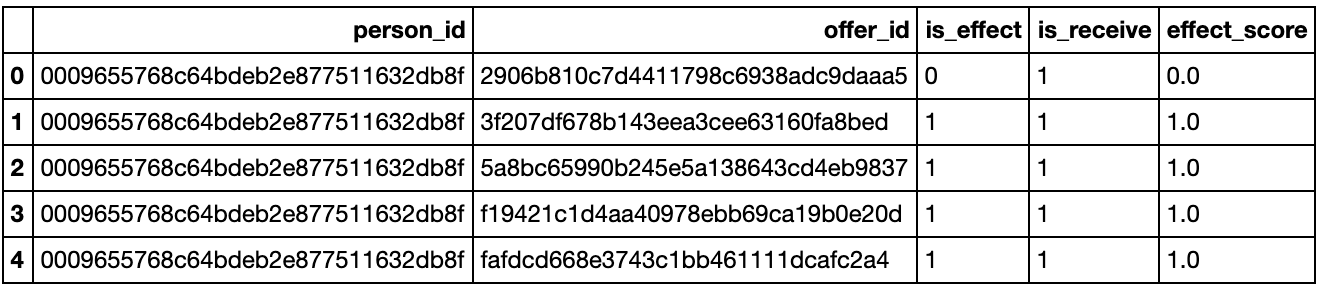 person_id offer_id is_effect is_receive effect_score
0 0009655768c64bdeb2e877511632db8f 2906b810c7d4411798c6938adc9daaa5 0 1 0.0
1 0009655768c64bdeb2e877511632db8f 3f207df678b143eea3cee63160fa8bed 1 1 1.0
2 0009655768c64bdeb2e877511632db8f 5a8bc65990b245e5a138643cd4eb9837 1 1 1.0
3 0009655768c64bdeb2e877511632db8f f19421c1d4aa40978ebb69ca19b0e20d 1 1 1.0
4 0009655768c64bdeb2e877511632db8f fafdcd668e3743c1bb461111dcafc2a4 1 1 1.0